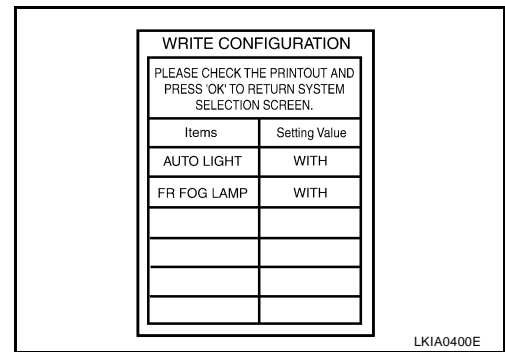 WRITE CONFIGURATION
PLEASE CHECK THE PRINTOUT AND
PRESS 'OK' TO RETURN SYSTEM
SELECTION SCREEN.
Items Setting Value
AUTO LIGHT WITH
FR FOG LAMP WITH
LKIA0400E